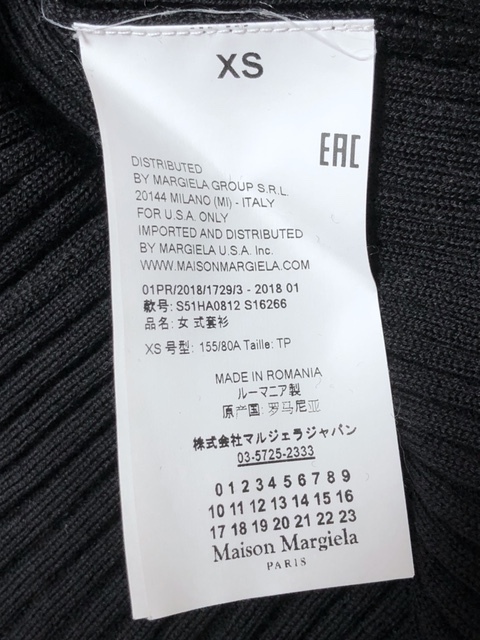 XS
EAC
DISTRIBUTED
BY MARGIELA GROUP S.R.L.
20144 MILANO (MI) - ITALY
FOR U.S.A. ONLY
IMPORTED AND DISTRIBUTED
BY MARGIELA U.S.A. Inc.
WWW.MAISONMARGIELA.COM
01PR/2018/1729/3 - 2018 01
款号: S51HA0812 S16266
品名: 女 式套衫
XS 号型: 155/80A Taille: TP
MADE IN ROMANIA
ルーマニア製
原产国: 罗马尼亚
株式会社マルジェラジャパン
03-5725-2333
0 1 2 3 4 5 6 7 8 9
10 11 12 13 14 15 16
17 18 19 20 21 22 23
Maison Margiela
PARIS